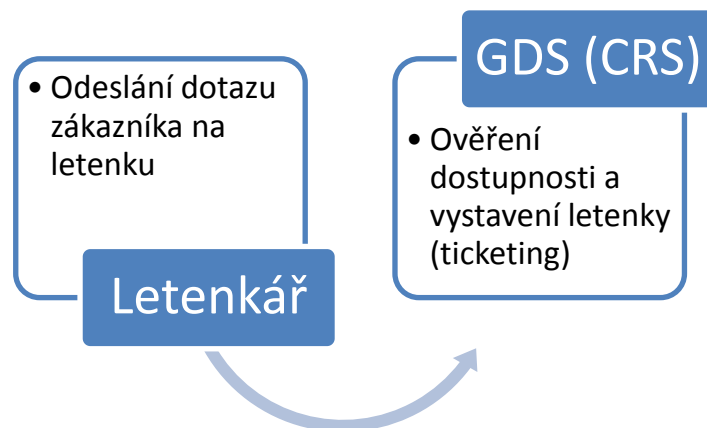 • Odeslání dotazu
zákazníka na
letenku
Letenkář
GDS (CRS)
• Ověření
dostupnosti a
vystavení letenky
(ticketing)